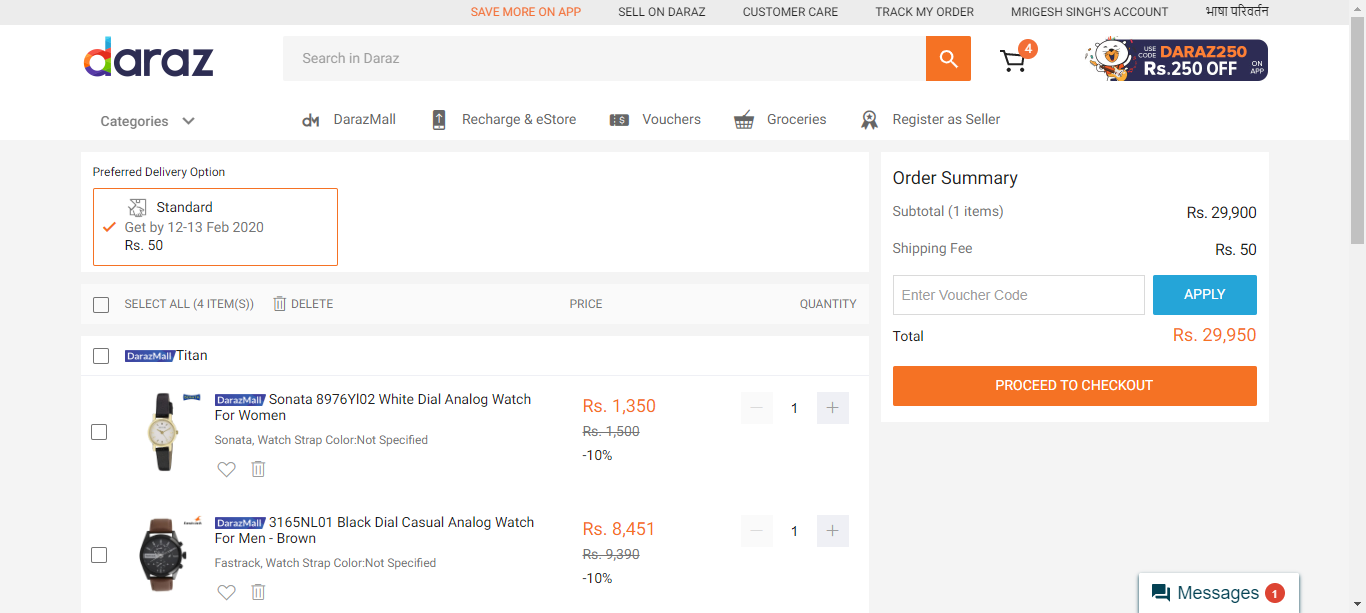 SAVE MORE ON APP SELL ON DARAZ CUSTOMER CARE TRACK MY ORDER MRIGESH SINGH'S ACCOUNT भाषा परिवर्तन
daraz
Search in Daraz
4
USE CODE DARAZ250
Rs.250 OFF ON APP
Categories DarazMall Recharge & eStore Vouchers Groceries Register as Seller
Preferred Delivery Option
Standard
Get by 12-13 Feb 2020
Rs. 50
SELECT ALL (4 ITEM(S)) DELETE PRICE QUANTITY
DarazMall Titan
DarazMall Sonata 8976Yl02 White Dial Analog Watch
For Women
Sonata, Watch Strap Color:Not Specified
Rs. 1,350
Rs. 1,500
-10%
1
DarazMall 3165NL01 Black Dial Casual Analog Watch
For Men - Brown
Fastrack, Watch Strap Color:Not Specified
Rs. 8,451
Rs. 9,390
-10%
1
Order Summary
Subtotal (1 items) Rs. 29,900
Shipping Fee Rs. 50
Enter Voucher Code APPLY
Total Rs. 29,950
PROCEED TO CHECKOUT
Messages 1